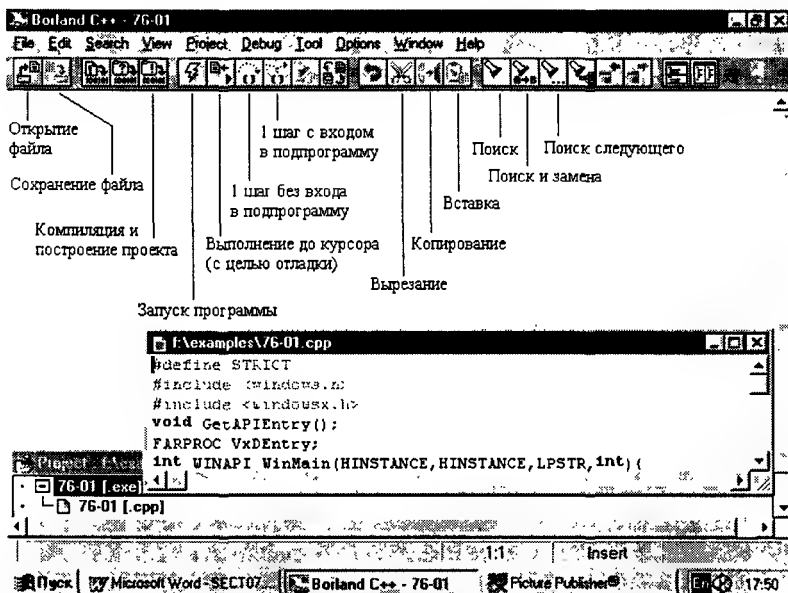 Borland C++ - 76-01
File Edit Search View Project Debug Tool Options Window Help
Открытие файла
Сохранение файла
Компиляция и построение проекта
Запуск программы
Выполнение до курсора (с целью отладки)
1 шаг без входа в подпрограмму
1 шаг с входом в подпрограмму
Вырезание
Копирование
Вставка
Поиск
Поиск и замена
Поиск следующего
f:\examples\76-01.cpp
#define STRICT
#include <windows.h>
#include <windowsx.h>
void GetAPIEntry();
FARPROC VxDEntry;
int WINAPI WinMain(HINSTANCE,HINSTANCE,LPSTR,int){
Project
76-01 [.exe]
76-01 [.cpp]
1:1 Insert
Пуск Microsoft Word - SECT07... Borland C++ - 76-01 Picture Publisher® En 17:50